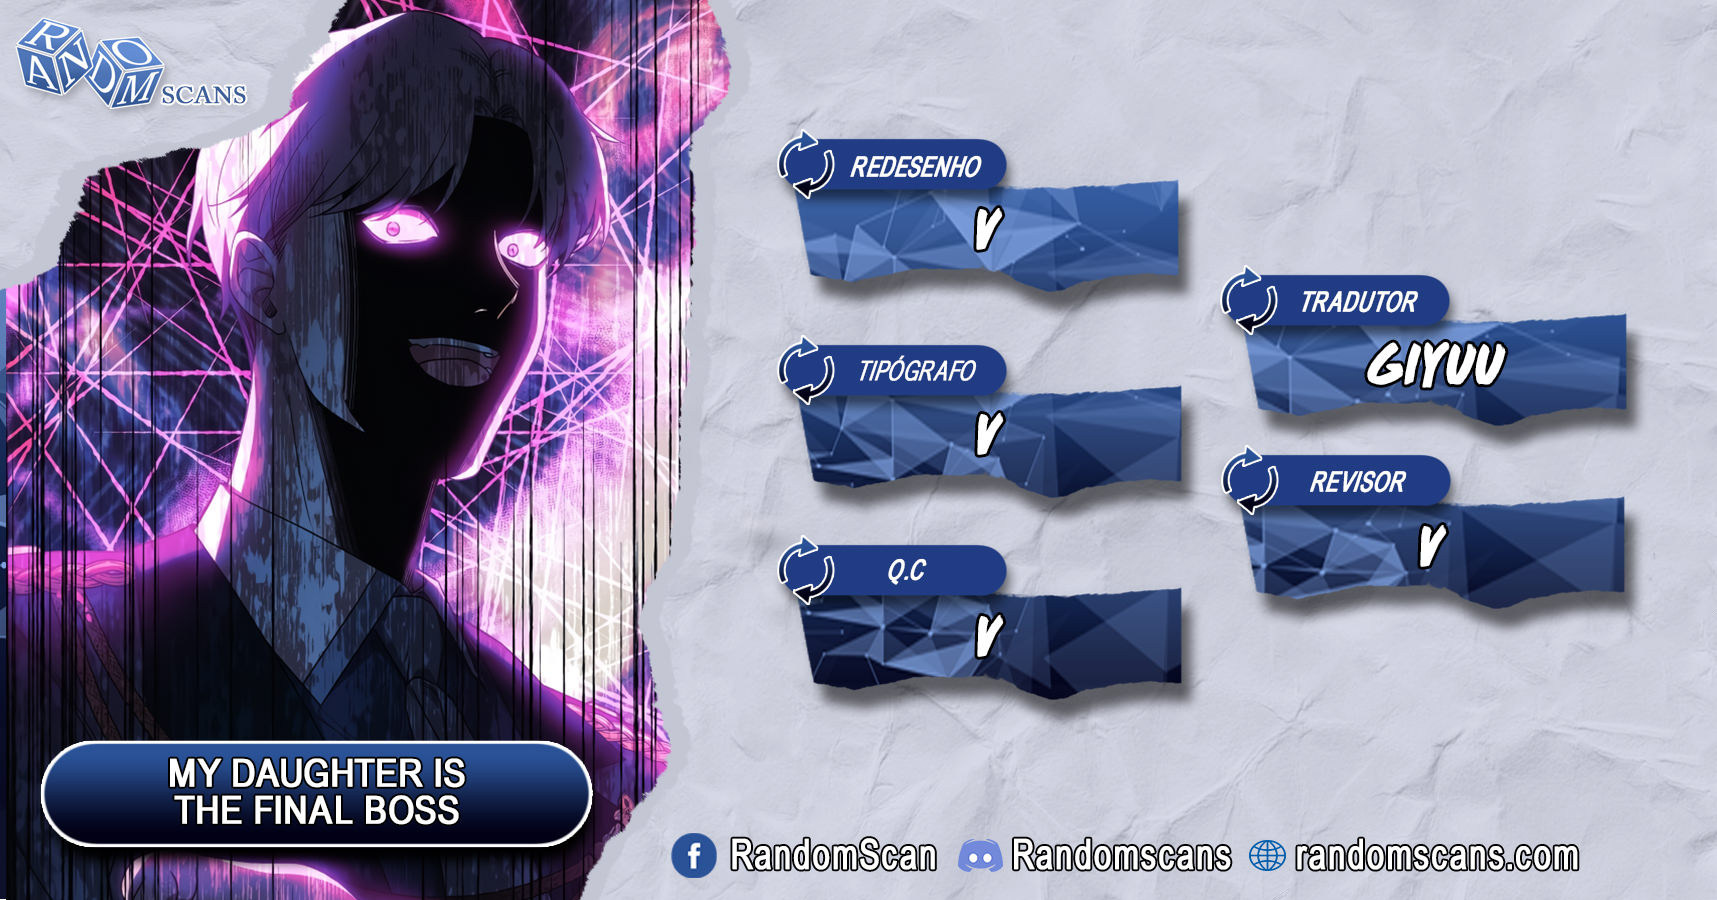 RANDOM SCANS
REDESENHO
V
TIPÓGRAFO
V
Q.C
V
TRADUTOR
GIYUU
REVISOR
V
MY DAUGHTER IS
THE FINAL BOSS
RandomScan
Randomscans
randomscans.com